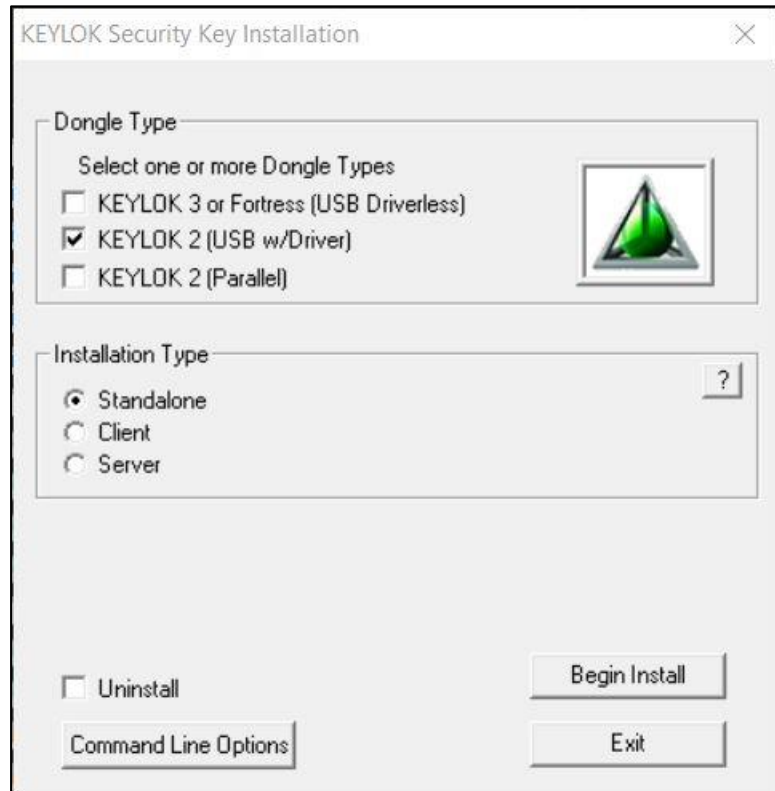 KEYLOK Security Key Installation
Dongle Type
Select one or more Dongle Types
KEYLOK 3 or Fortress (USB Driverless)
KEYLOK 2 (USB w/Driver)
KEYLOK 2 (Parallel)
Installation Type
?
Standalone
Client
Server
Uninstall
Begin Install
Command Line Options
Exit